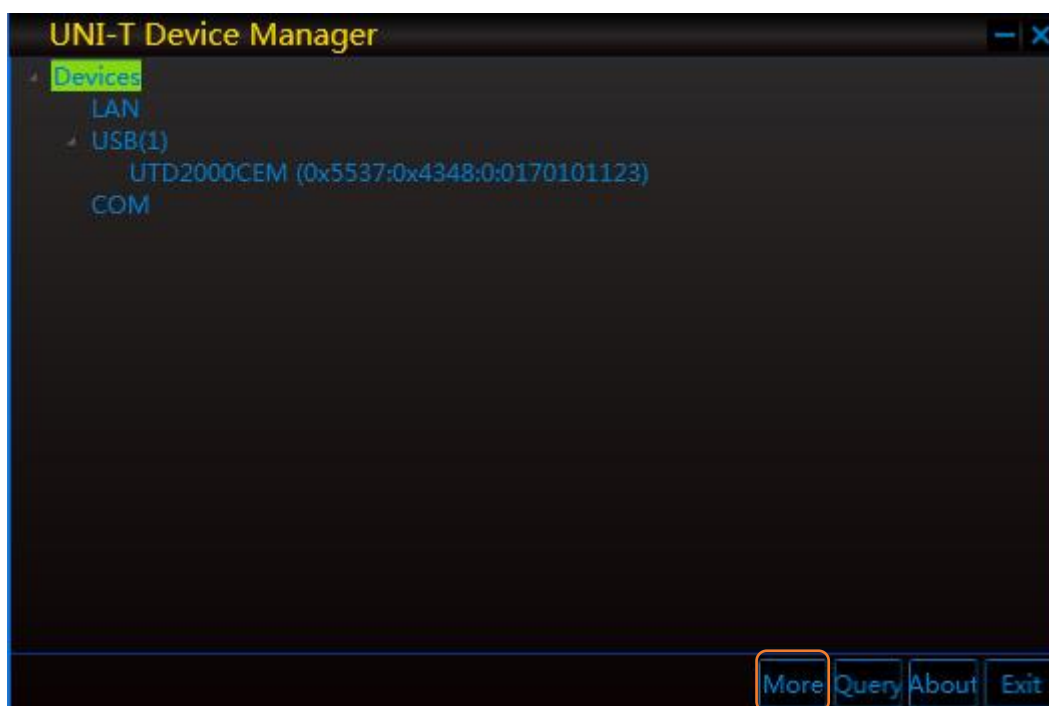 UNI-T Device Manager
Devices
LAN
USB(1)
UTD2000CEM (0x5537:0x4348:0:0170101123)
COM
More Query About Exit